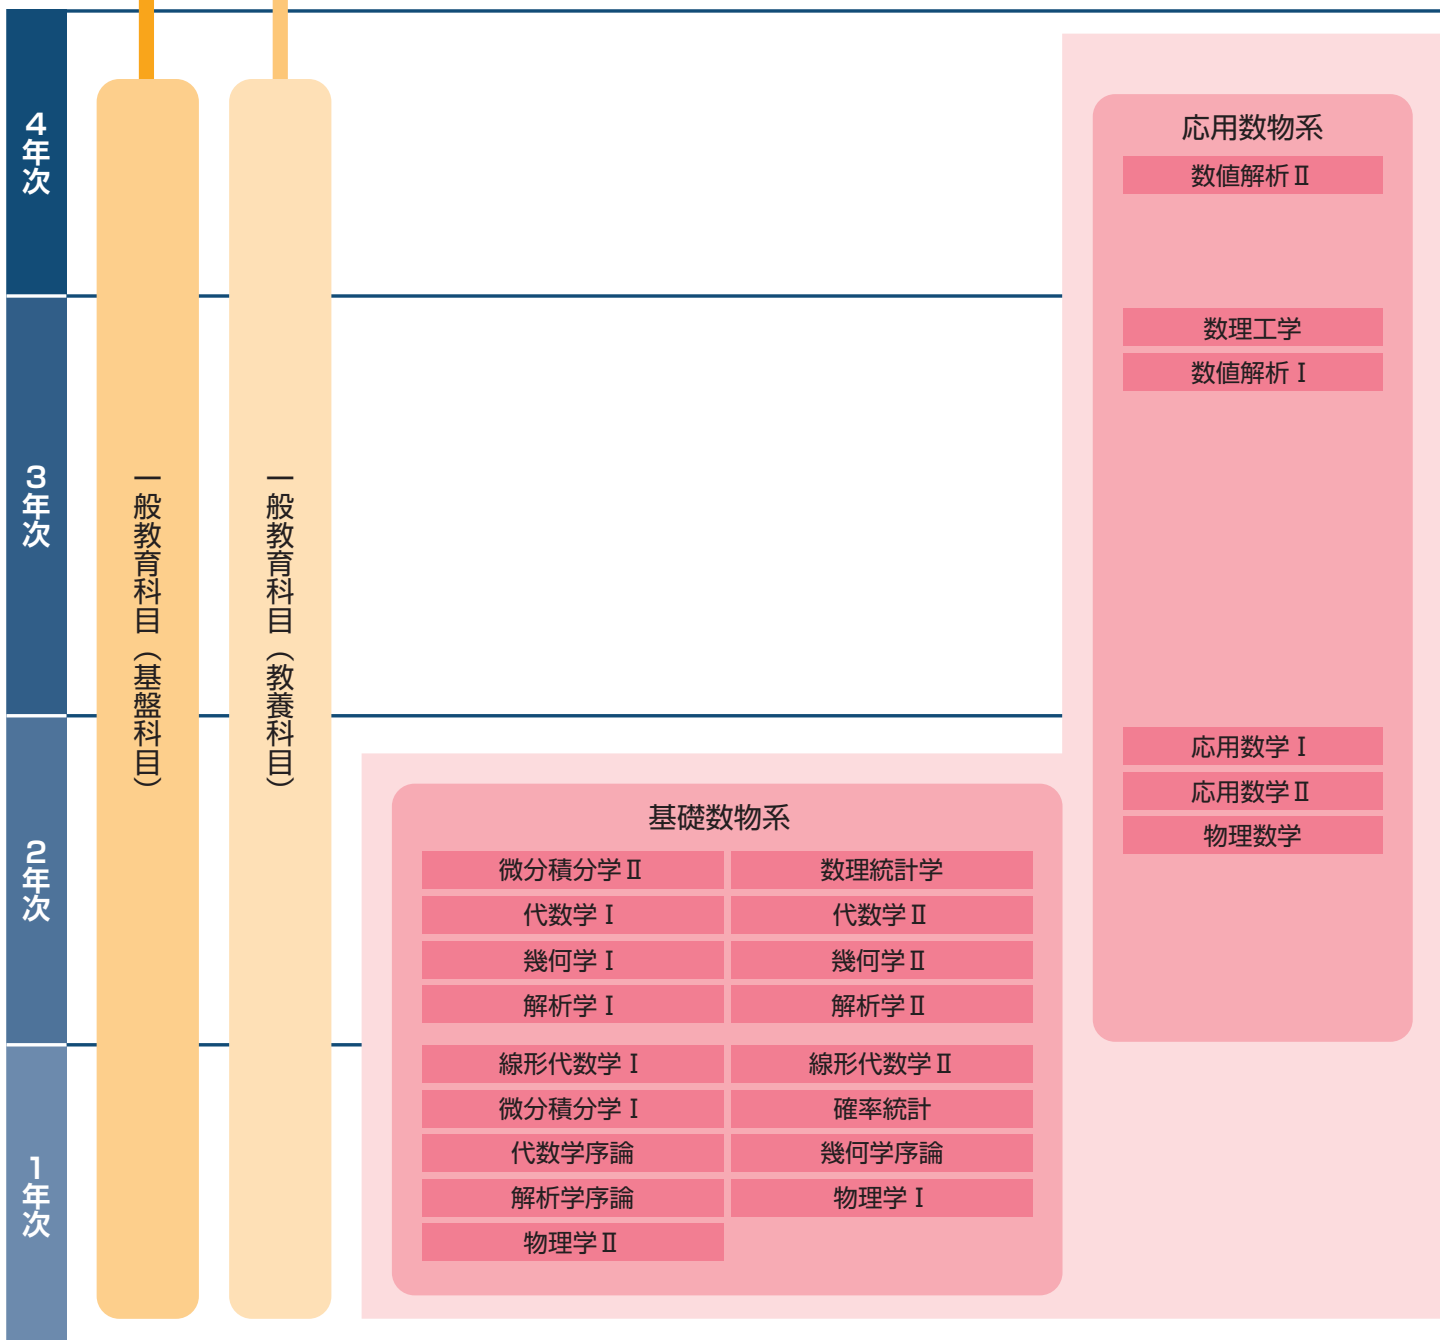 4年次
3年次
2年次
1年次
一般教育科目（基盤科目）
一般教育科目（教養科目）
基礎数物系
微分積分学Ⅱ
数理統計学
代数学Ⅰ
代数学Ⅱ
幾何学Ⅰ
幾何学Ⅱ
解析学Ⅰ
解析学Ⅱ
線形代数学Ⅰ
線形代数学Ⅱ
微分積分学Ⅰ
確率統計
代数学序論
幾何学序論
解析学序論
物理学Ⅰ
物理学Ⅱ
応用数物系
数値解析Ⅱ
数理工学
数値解析Ⅰ
応用数学Ⅰ
応用数学Ⅱ
物理数学